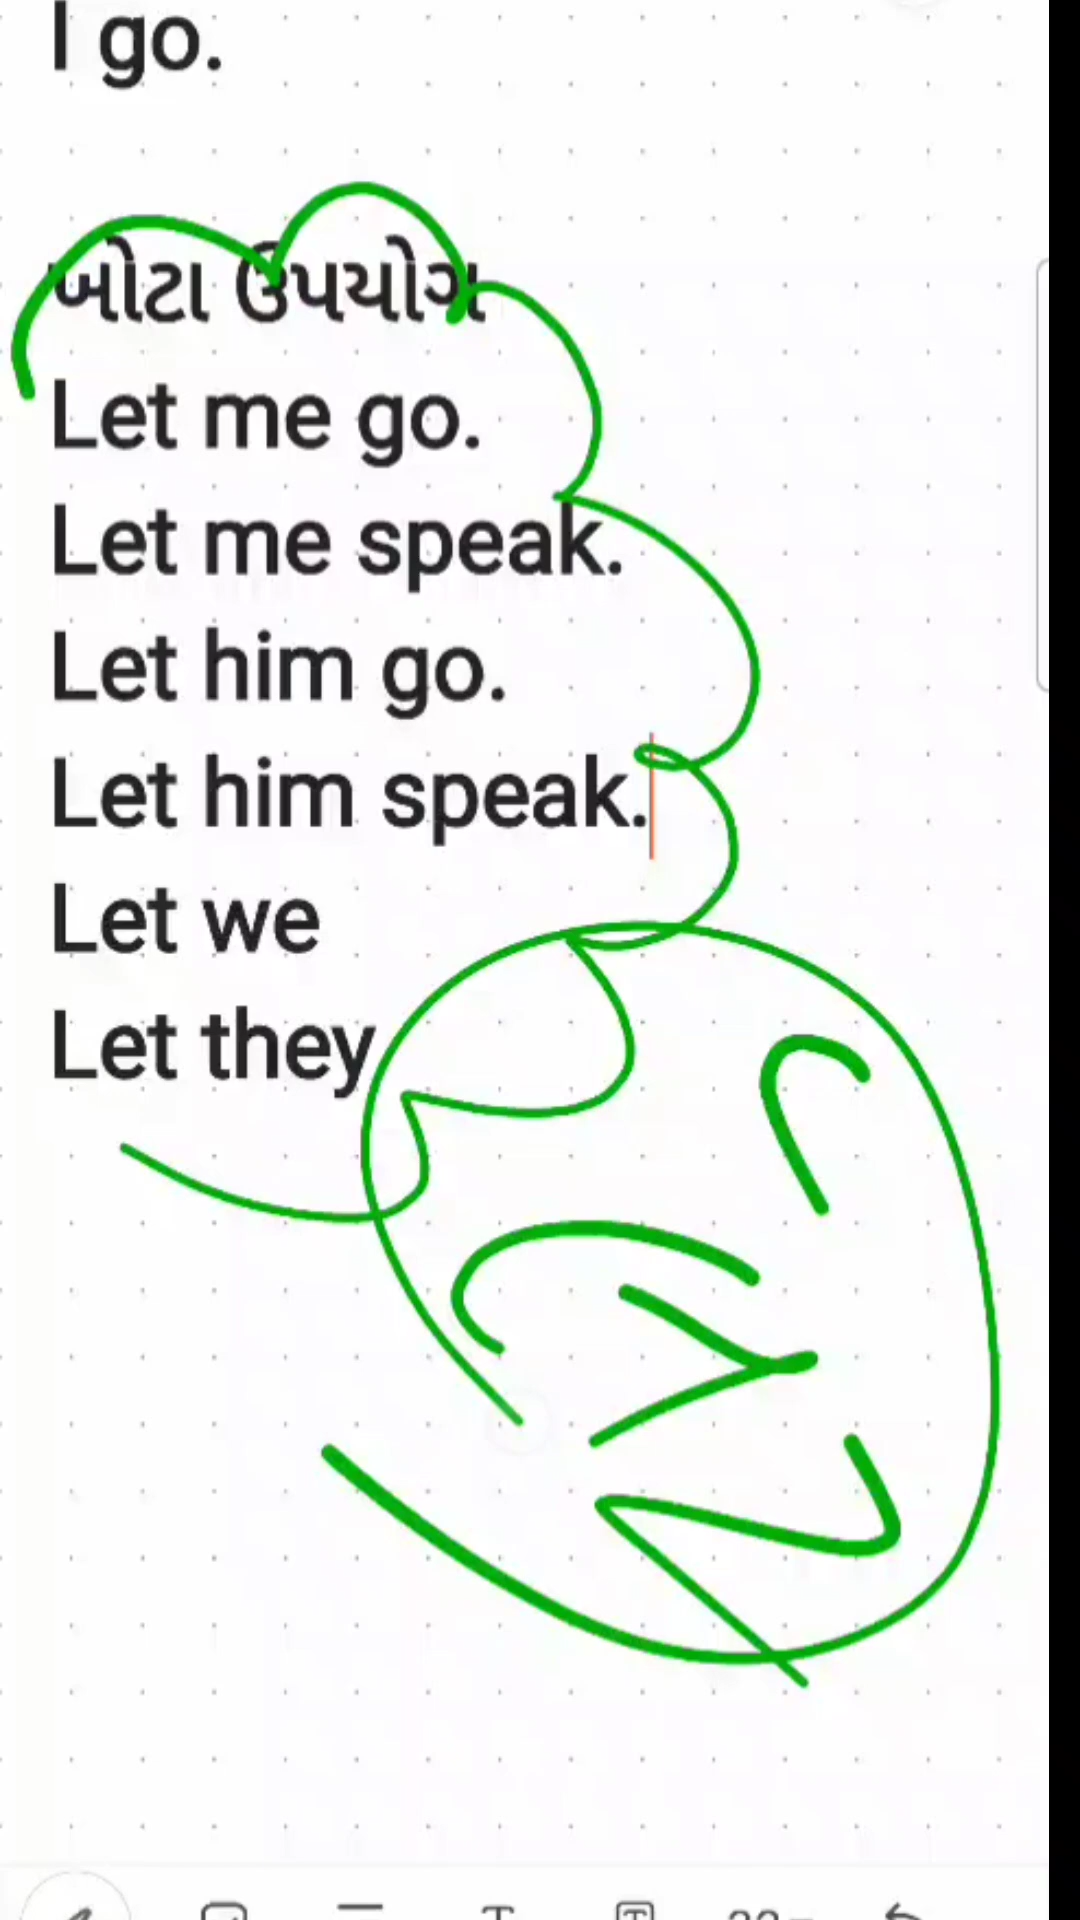 I go.
ખોટા ઉપયોગ
Let me go.
Let me speak.
Let him go.
Let him speak.
Let we
Let they